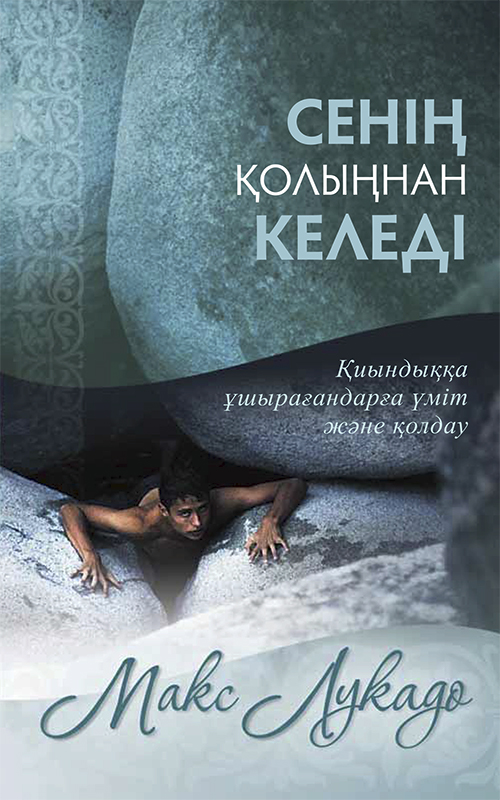 СЕНІҢ
ҚОЛЫҢНАН
КЕЛЕДІ
Қиындыққа
ұшырағандарға үміт
және қолдау
Макс Лукадо